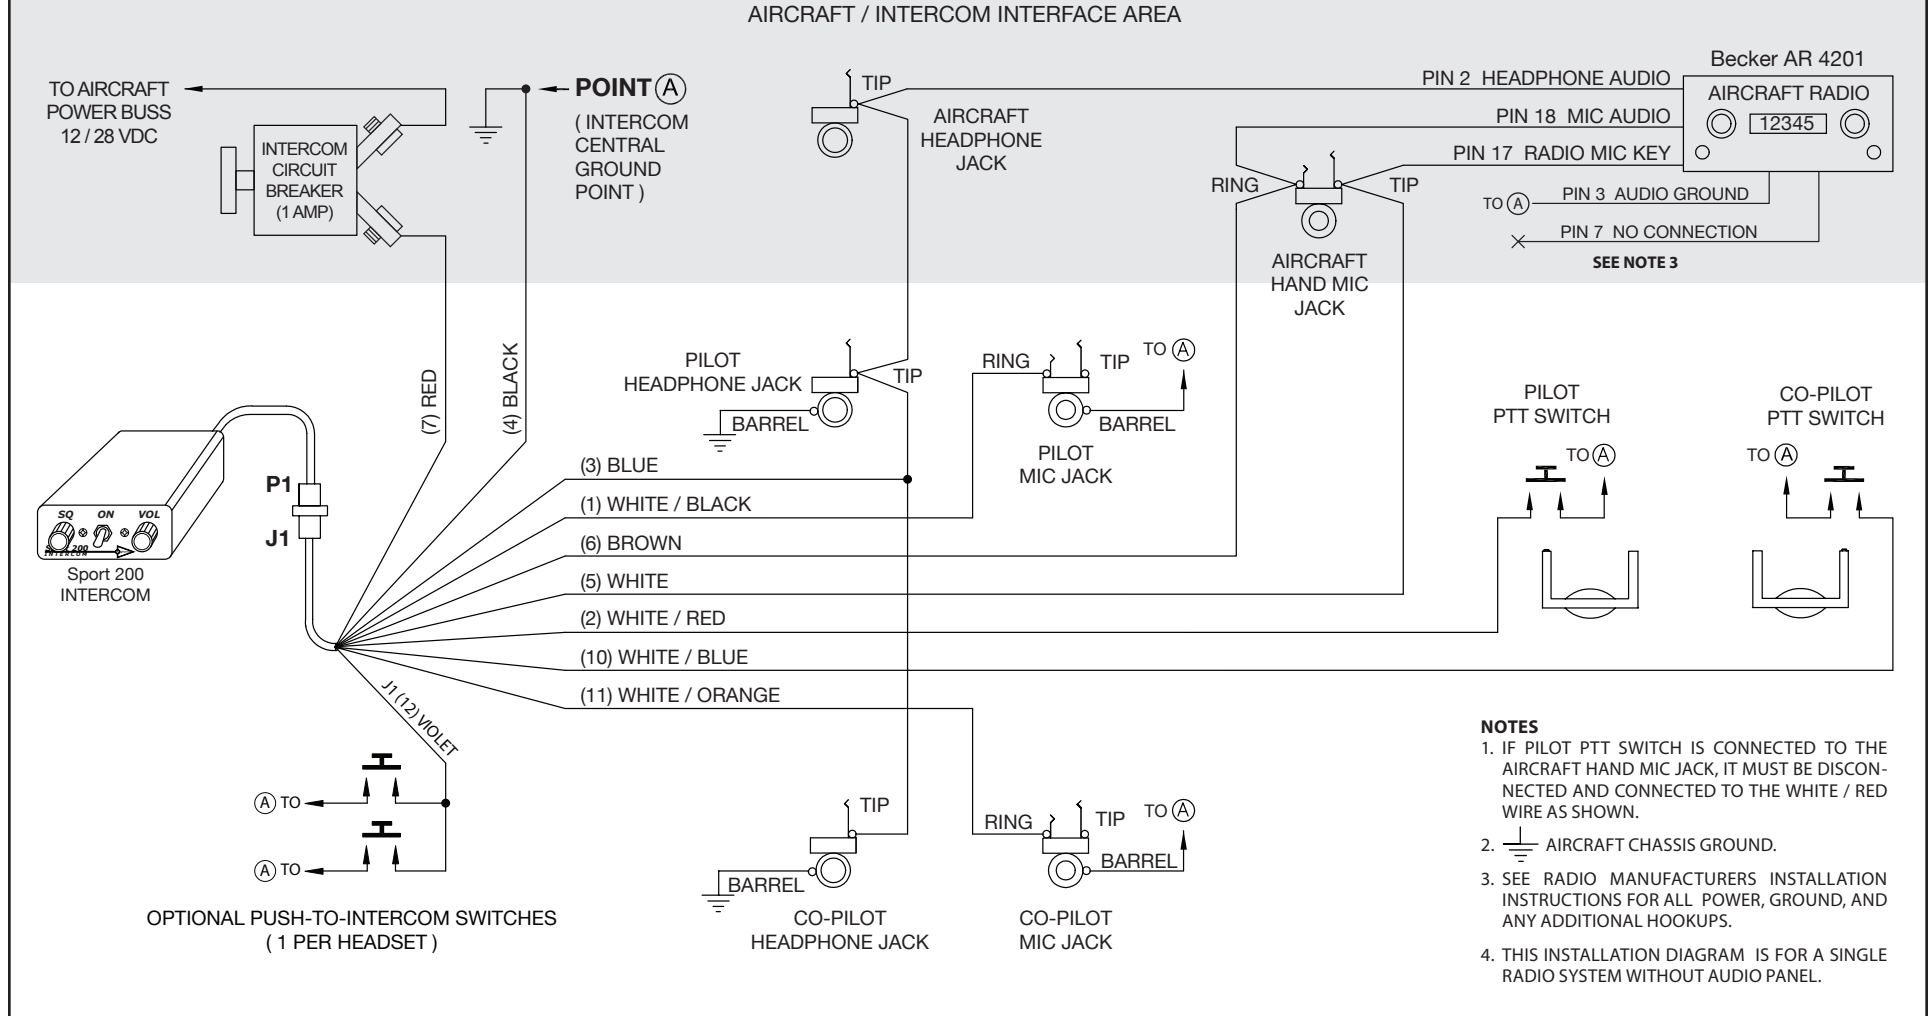 AIRCRAFT / INTERCOM INTERFACE AREA
TO AIRCRAFT
POWER BUSS
12 / 28 VDC
INTERCOM
CIRCUIT
BREAKER
(1 AMP)
POINT A
( INTERCOM
CENTRAL
GROUND
POINT )
TIP
AIRCRAFT
HEADPHONE
JACK
PIN 2 HEADPHONE AUDIO
PIN 18 MIC AUDIO
PIN 17 RADIO MIC KEY
Becker AR 4201
AIRCRAFT RADIO
12345
RING
TIP
TO A
PIN 3 AUDIO GROUND
PIN 7 NO CONNECTION
SEE NOTE 3
AIRCRAFT
HAND MIC
JACK
(7) RED
(4) BLACK
PILOT
HEADPHONE JACK
TIP
BARREL
RING
TIP
TO A
BARREL
PILOT
MIC JACK
PILOT
PTT SWITCH
TO A
CO-PILOT
PTT SWITCH
TO A
P1
J1
SQ
ON
VOL
200
INTERCOM
Sport 200
INTERCOM
(3) BLUE
(1) WHITE / BLACK
(6) BROWN
(5) WHITE
(2) WHITE / RED
(10) WHITE / BLUE
(11) WHITE / ORANGE
J1 (12) VIOLET
A TO
A TO
OPTIONAL PUSH-TO-INTERCOM SWITCHES
( 1 PER HEADSET )
TIP
BARREL
CO-PILOT
HEADPHONE JACK
RING
TIP
TO A
BARREL
CO-PILOT
MIC JACK
NOTES
1. IF PILOT PTT SWITCH IS CONNECTED TO THE
AIRCRAFT HAND MIC JACK, IT MUST BE DISCON-
NECTED AND CONNECTED TO THE WHITE / RED
WIRE AS SHOWN.
2. AIRCRAFT CHASSIS GROUND.
3. SEE RADIO MANUFACTURERS INSTALLATION
INSTRUCTIONS FOR ALL POWER, GROUND, AND
ANY ADDITIONAL HOOKUPS.
4. THIS INSTALLATION DIAGRAM IS FOR A SINGLE
RADIO SYSTEM WITHOUT AUDIO PANEL.